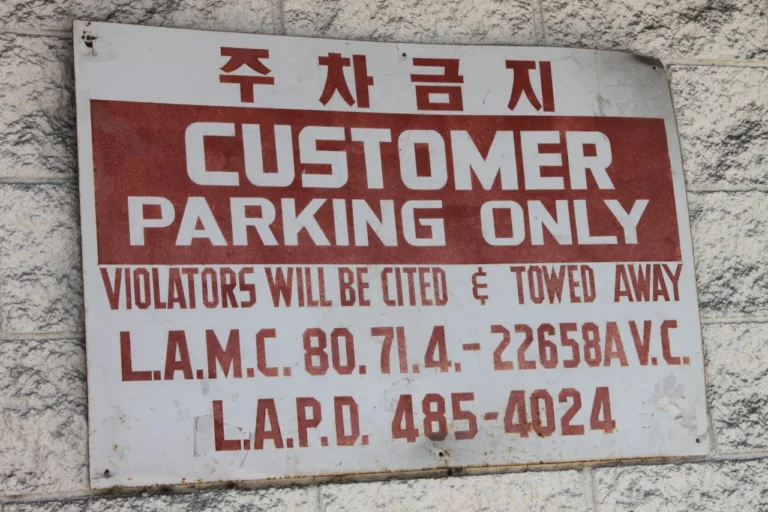 주차금지
CUSTOMER
PARKING ONLY
VIOLATORS WILL BE CITED & TOWED AWAY
L.A.M.C. 80.71.4.-22658A V.C.
L.A.P.D. 485-4024